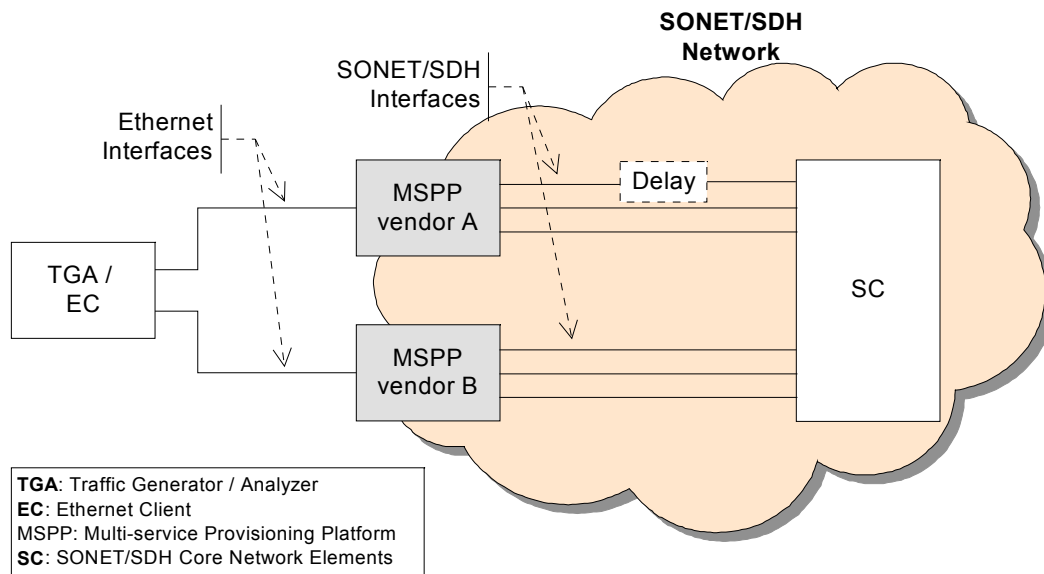 SONET/SDH
Network
SONET/SDH
Interfaces
Ethernet
Interfaces
MSPP
vendor A
Delay
TGA /
EC
SC
MSPP
vendor B
TGA: Traffic Generator / Analyzer
EC: Ethernet Client
MSPP: Multi-service Provisioning Platform
SC: SONET/SDH Core Network Elements